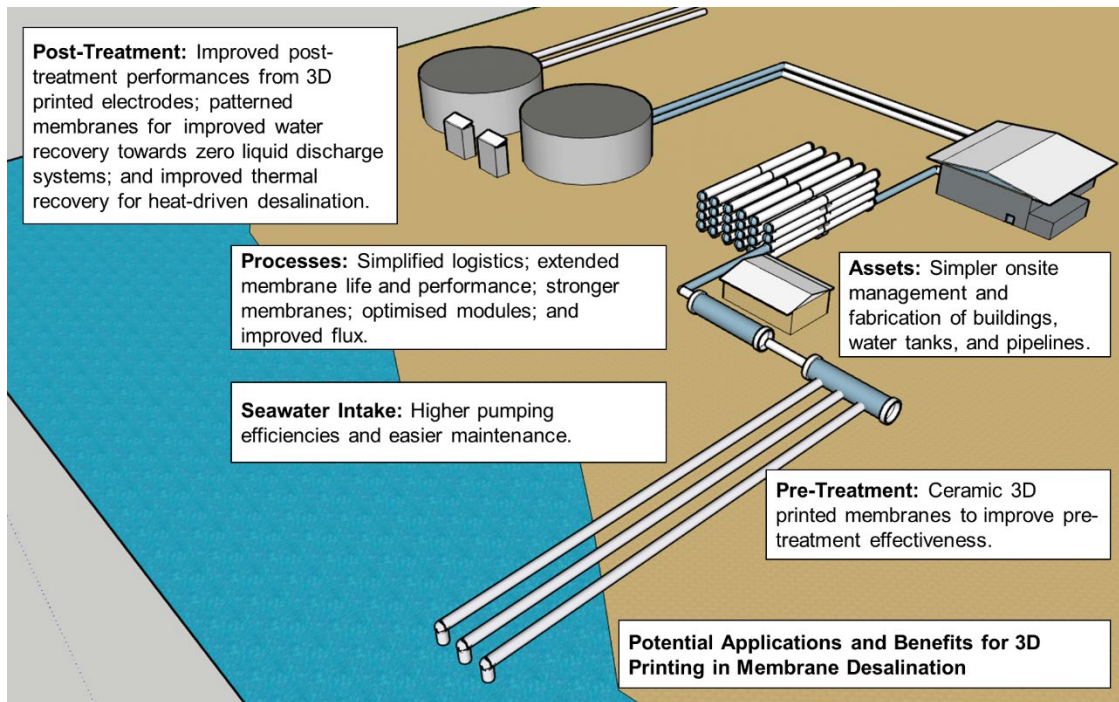 Post-Treatment: Improved post-
treatment performances from 3D
printed electrodes; patterned
membranes for improved water
recovery towards zero liquid discharge
systems; and improved thermal
recovery for heat-driven desalination.
Processes: Simplified logistics; extended
membrane life and performance; stronger
membranes; optimised modules; and
improved flux.
Assets: Simpler onsite
management and
fabrication of buildings,
water tanks, and pipelines.
Seawater Intake: Higher pumping
efficiencies and easier maintenance.
Pre-Treatment: Ceramic 3D
printed membranes to improve pre-
treatment effectiveness.
Potential Applications and Benefits for 3D
Printing in Membrane Desalination